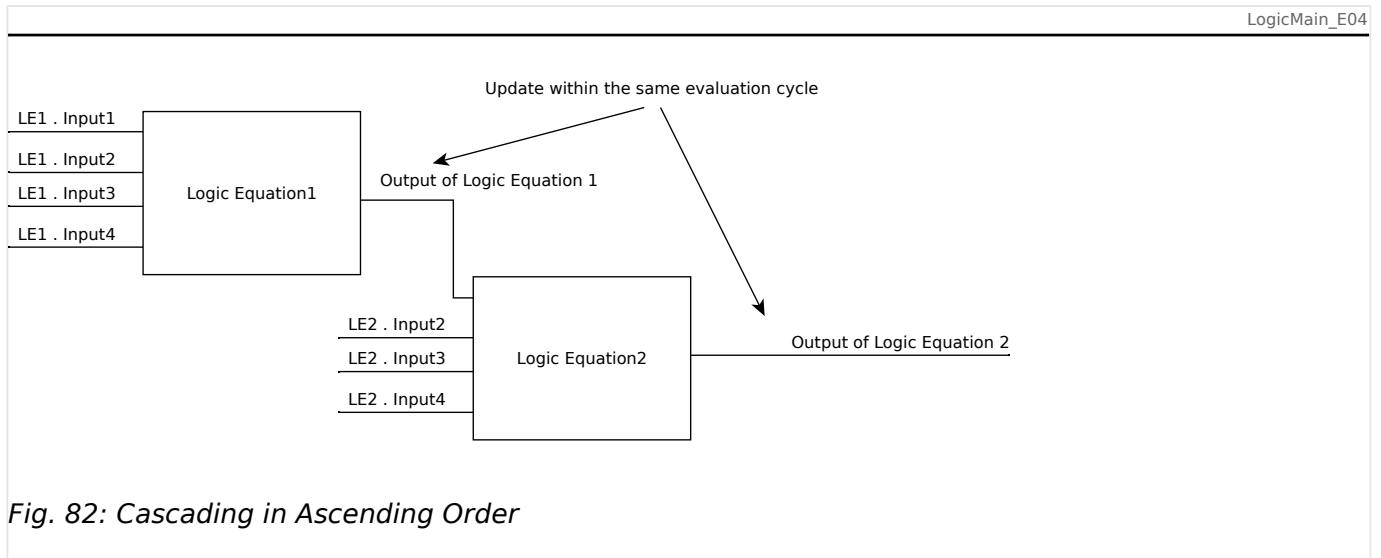 LogicMain_E04
Update within the same evaluation cycle
LE1 . Input1
LE1 . Input2
LE1 . Input3
LE1 . Input4
Logic Equation1
Output of Logic Equation 1
LE2 . Input2
LE2 . Input3
LE2 . Input4
Logic Equation2
Output of Logic Equation 2
Fig. 82: Cascading in Ascending Order